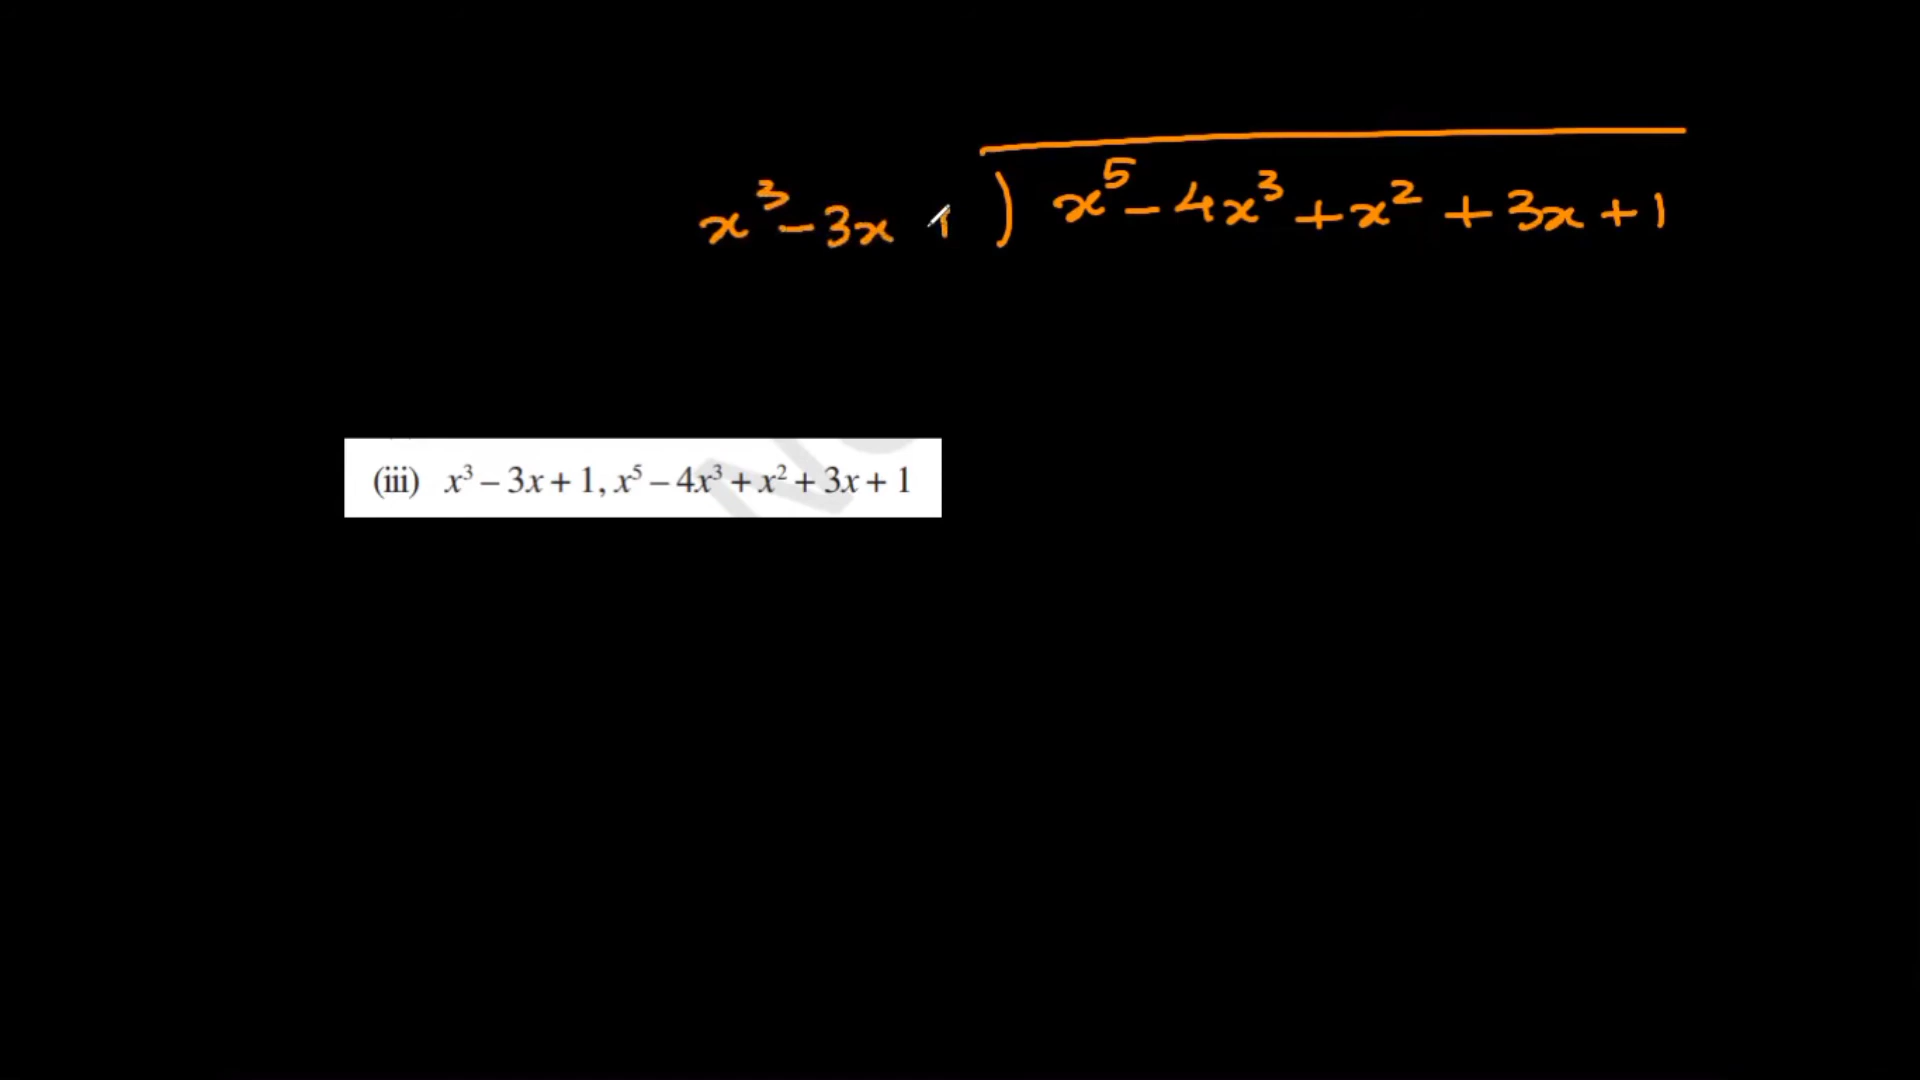 x³ - 3x 1 ) x⁵ - 4x³ + x² + 3x + 1
(iii) x³ – 3x + 1, x⁵ – 4x³ + x² + 3x + 1